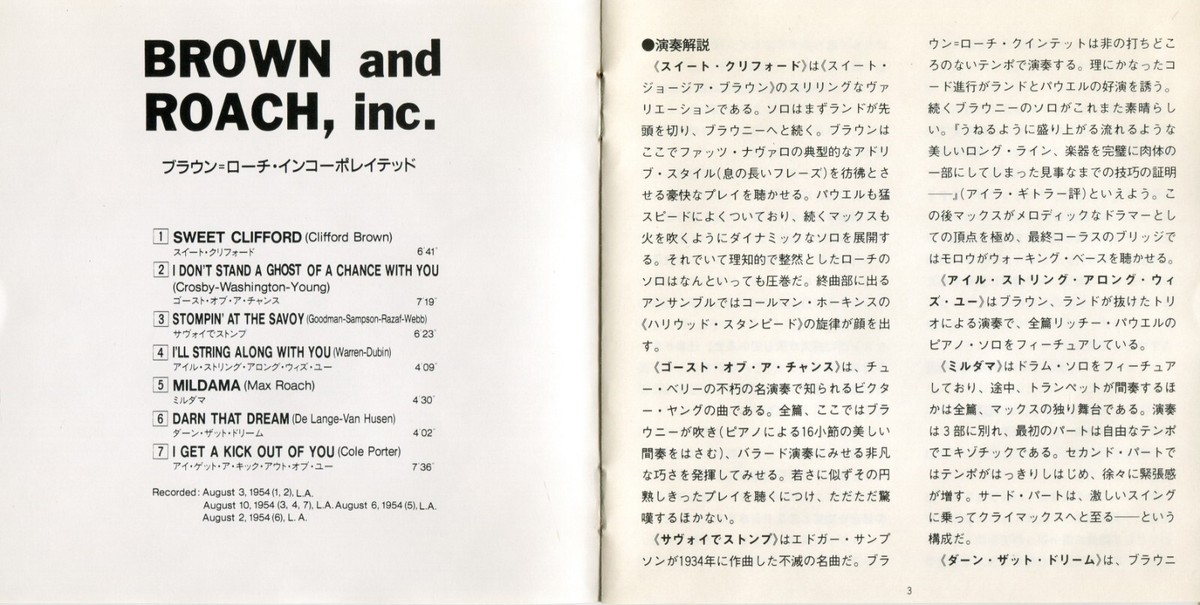 BROWN and
ROACH, inc.
ブラウン=ローチ・インコーポレイテッド
1 SWEET CLIFFORD (Clifford Brown)
スイート・クリフォード 6'41"
2 I DON'T STAND A GHOST OF A CHANCE WITH YOU
(Crosby-Washington-Young)
ゴースト・オブ・ア・チャンス 7'19"
3 STOMPIN' AT THE SAVOY (Goodman-Sampson-Razaf-Webb)
サヴォイでストンプ 6'23"
4 I'LL STRING ALONG WITH YOU (Warren-Dubin)
アイル・ストリング・アロング・ウィズ・ユー 4'09"
5 MILDAMA (Max Roach)
ミルダマ 4'30"
6 DARN THAT DREAM (De Lange-Van Husen)
ダーン・ザット・ドリーム 4'02"
7 I GET A KICK OUT OF YOU (Cole Porter)
アイ・ゲット・ア・キック・アウト・オブ・ユー 7'36"
Recorded: August 3, 1954 (1, 2), L.A.
August 10, 1954 (3, 4, 7), L.A. August 6, 1954 (5), L.A.
August 2, 1954 (6), L. A.
●演奏解説
《スイート・クリフォード》は《スイート・
ジョージア・ブラウン》のスリリングなヴァ
リエーションである。ソロはまずランドが先
頭を切り、ブラウニーへと続く。ブラウンは
ここでファッツ・ナヴァロの典型的なアドリ
ブ・スタイル(息の長いフレーズ)を彷彿とさ
せる豪快なプレイを聴かせる。パウエルも猛
スピードによくついており、続くマックスも
火を吹くようにダイナミックなソロを展開す
る。それでいて理知的で整然としたローチの
ソロはなんといっても圧巻だ。終曲部に出る
アンサンブルではコールマン・ホーキンスの
《ハリウッド・スタンピード》の旋律が顔を出
す。
《ゴースト・オブ・ア・チャンス》は、チュ
ー・ベリーの不朽の名演奏で知られるビクタ
ー・ヤングの曲である。全篇、ここではブラ
ウニーが吹き(ピアノによる16小節の美しい
間奏をはさむ)、バラード演奏にみせる非凡
な巧さを発揮してみせる。若さに似ずその円
熟しきったプレイを聴くにつけ、ただただ驚
嘆するほかない。
《サヴォイでストンプ》はエドガー・サンプ
ソンが1934年に作曲した不滅の名曲だ。ブラ
ウン=ローチ・クインテットは非の打ちどこ
ろのないテンポで演奏する。理にかなったコ
ード進行がランドとパウエルの好演を誘う。
続くブラウニーのソロがこれまた素晴らし
い。『うねるように盛り上がる流れるような
美しいロング・ライン、楽器を完璧に肉体の
一部にしてしまった見事なまでの技巧の証明
——』(アイラ・ギトラー評)といえよう。こ
の後マックスがメロディックなドラマーとし
ての頂点を極め、最終コーラスのブリッジで
はモロウがウォーキング・ベースを聴かせる。
《アイル・ストリング・アロング・ウィ
ズ・ユー》はブラウン、ランドが抜けたトリ
オによる演奏で、全篇リッチー・パウエルの
ピアノ・ソロをフィーチュアしている。
《ミルダマ》はドラム・ソロをフィーチュア
しており、途中、トランペットが間奏するほ
かは全篇、マックスの独り舞台である。演奏
は3部に別れ、最初のパートは自由なテンポ
でエキゾチックである。セカンド・パートで
はテンポがはっきりしはじめ、徐々に緊張感
が増す。サード・パートは、激しいスイング
に乗ってクライマックスへと至る——という
構成だ。
《ダーン・ザット・ドリーム》は、ブラウニ
3